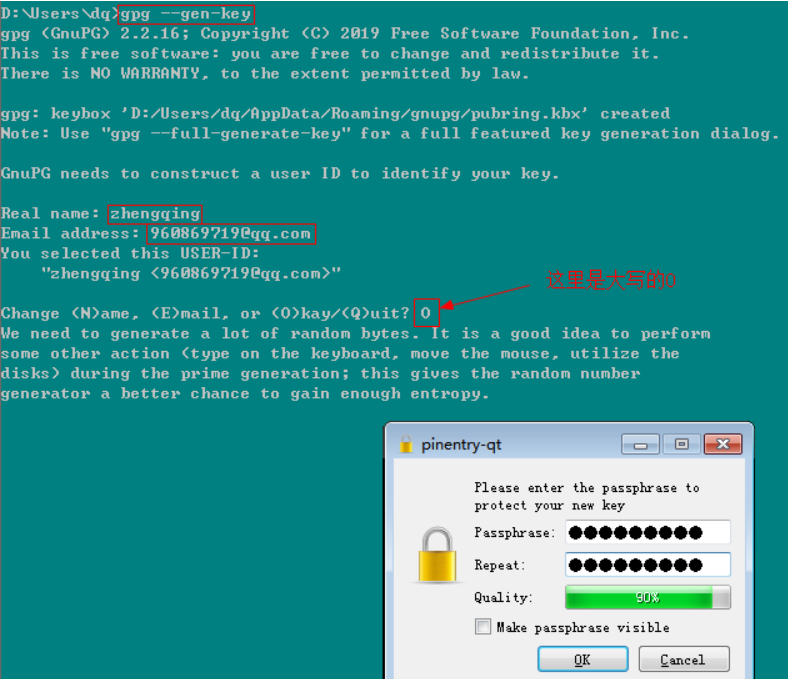 D:\Users\dq>gpg --gen-key
gpg (GnuPG) 2.2.16; Copyright (C) 2019 Free Software Foundation, Inc.
This is free software: you are free to change and redistribute it.
There is NO WARRANTY, to the extent permitted by law.
gpg: keybox 'D:/Users/dq/AppData/Roaming/gnupg/pubring.kbx' created
Note: Use "gpg --full-generate-key" for a full featured key generation dialog.
GnuPG needs to construct a user ID to identify your key.
Real name: zhengqing
Email address: 960869719@qq.com
You selected this USER-ID:
"zhengqing <960869719@qq.com>"
这里是大写的O
Change (N)ame, (E)mail, or (O)kay/(Q)uit? O
We need to generate a lot of random bytes. It is a good idea to perform
some other action (type on the keyboard, move the mouse, utilize the
disks) during the prime generation; this gives the random number
generator a better chance to gain enough entropy.
pinentry-qt
Please enter the passphrase to
protect your new key
Passphrase: ●●●●●●●●●
Repeat: ●●●●●●●●●
Quality: 90%
Make passphrase visible
OK Cancel